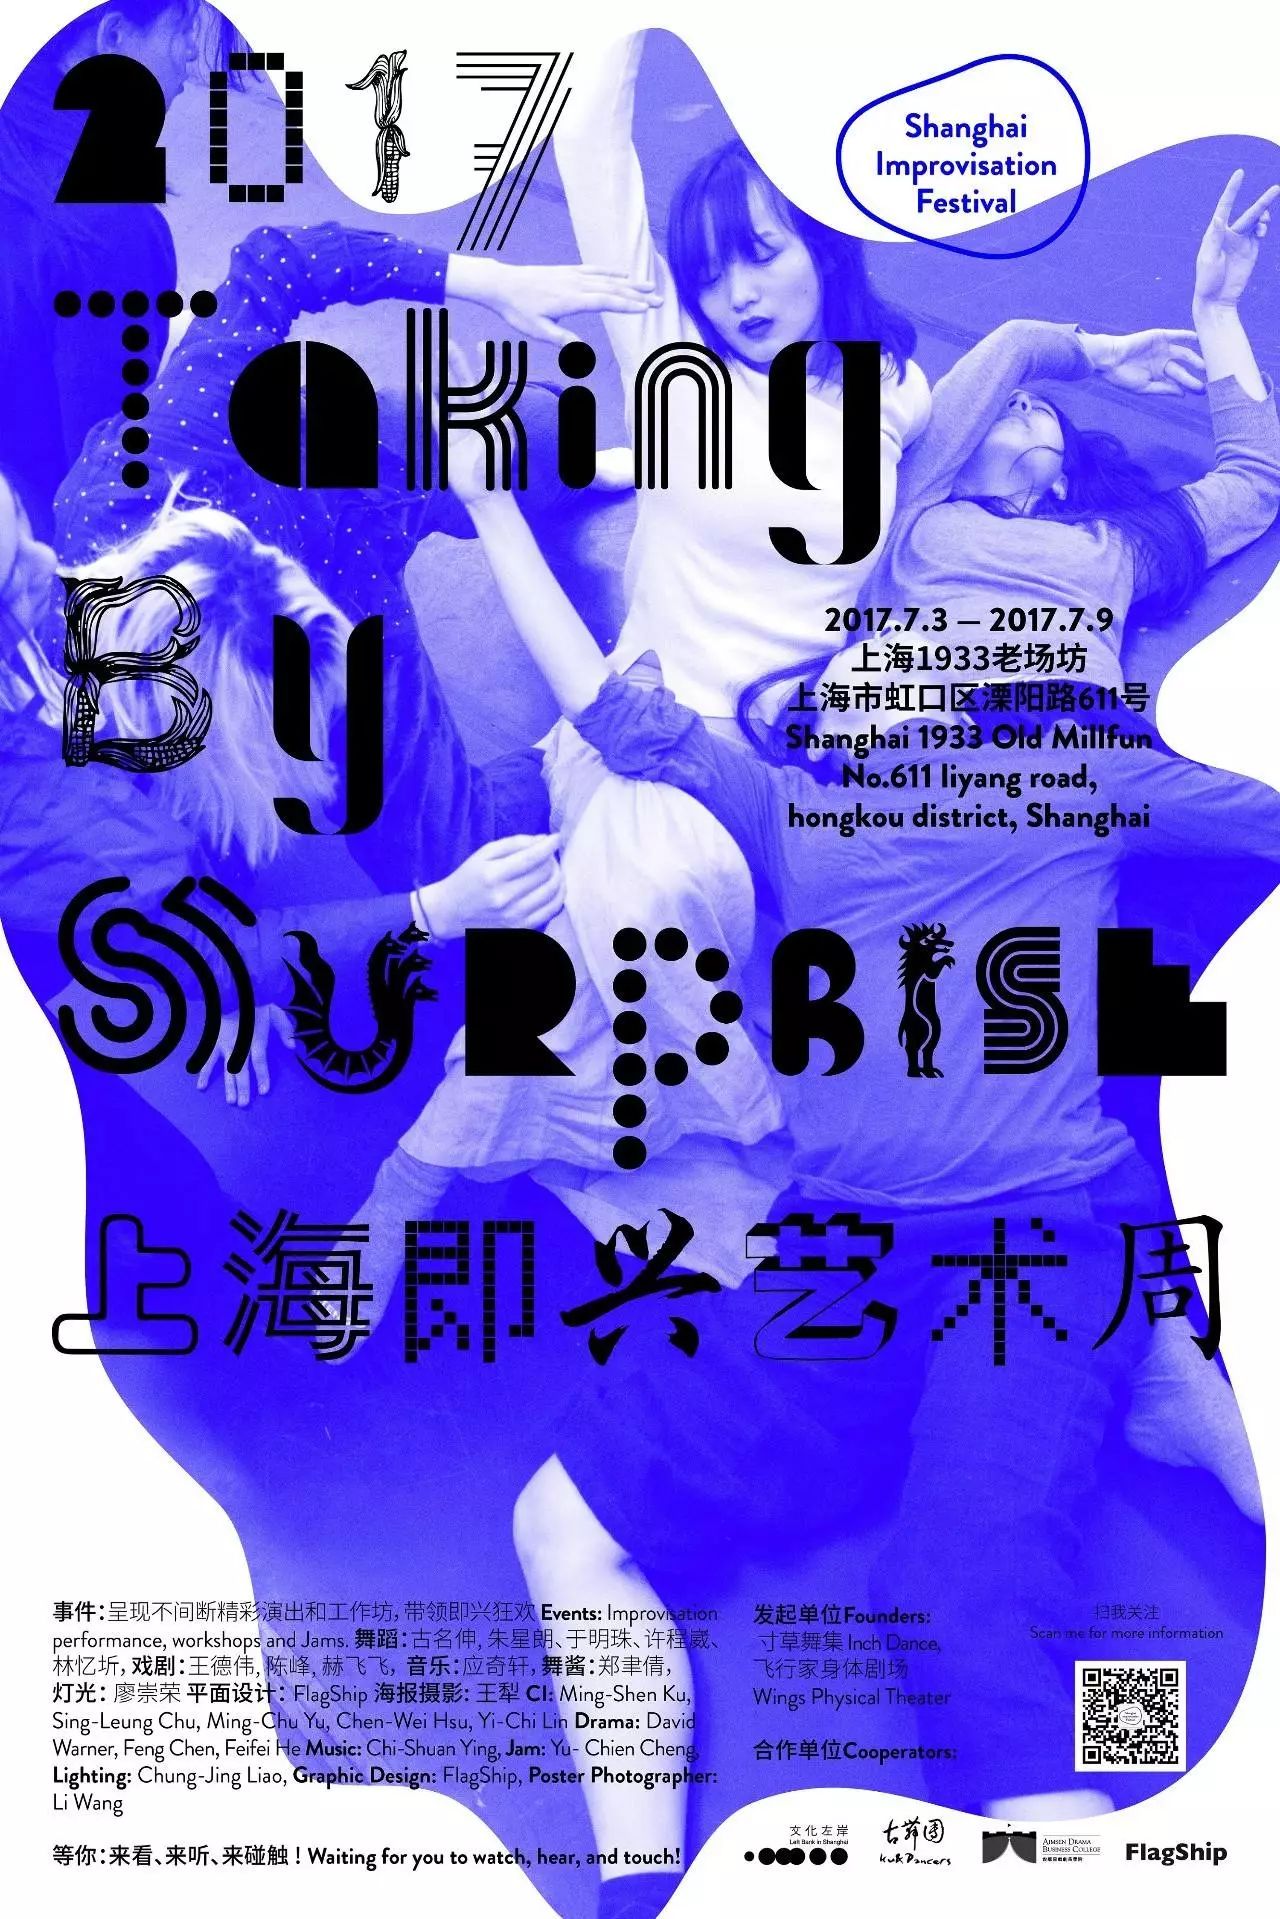 2017
Shanghai
Improvisation
Festival
Taking
By
SURPRISE
2017.7.3 — 2017.7.9
上海1933老场坊
上海市虹口区溧阳路611号
Shanghai 1933 Old Millfun
No.611 liyang road,
hongkou district, Shanghai
上海即兴艺术周
事件：呈现不间断精彩演出和工作坊，带领即兴狂欢 Events: Improvisation
performance, workshops and Jams. 舞蹈：古名伸，朱星朗、于明珠、许程崴、
林忆圻，戏剧：王德伟，陈峰，赫飞飞，音乐：应奇轩，舞酱：郑聿倩，
灯光：廖崇荣 平面设计：FlagShip 海报摄影：王犁 CI: Ming-Shen Ku,
Sing-Leung Chu, Ming-Chu Yu, Chen-Wei Hsu, Yi-Chi Lin Drama: David
Warner, Feng Chen, Feifei He Music: Chi-Shuan Ying, Jam: Yu- Chien Cheng,
Lighting: Chung-Jing Liao, Graphic Design: FlagShip, Poster Photographer:
Li Wang
等你：来看、来听、来碰触！Waiting for you to watch, hear, and touch!
发起单位Founders:
寸草舞集 Inch Dance,
飞行家身体剧场
Wings Physical Theater
合作单位Cooperators:
扫我关注
Scan me for more information
文化左岸
Left Bank in Shanghai
古舞團
Ku&Dancers
AIMSEN DRAMA
BUSINESS COLLEGE
FlagShip